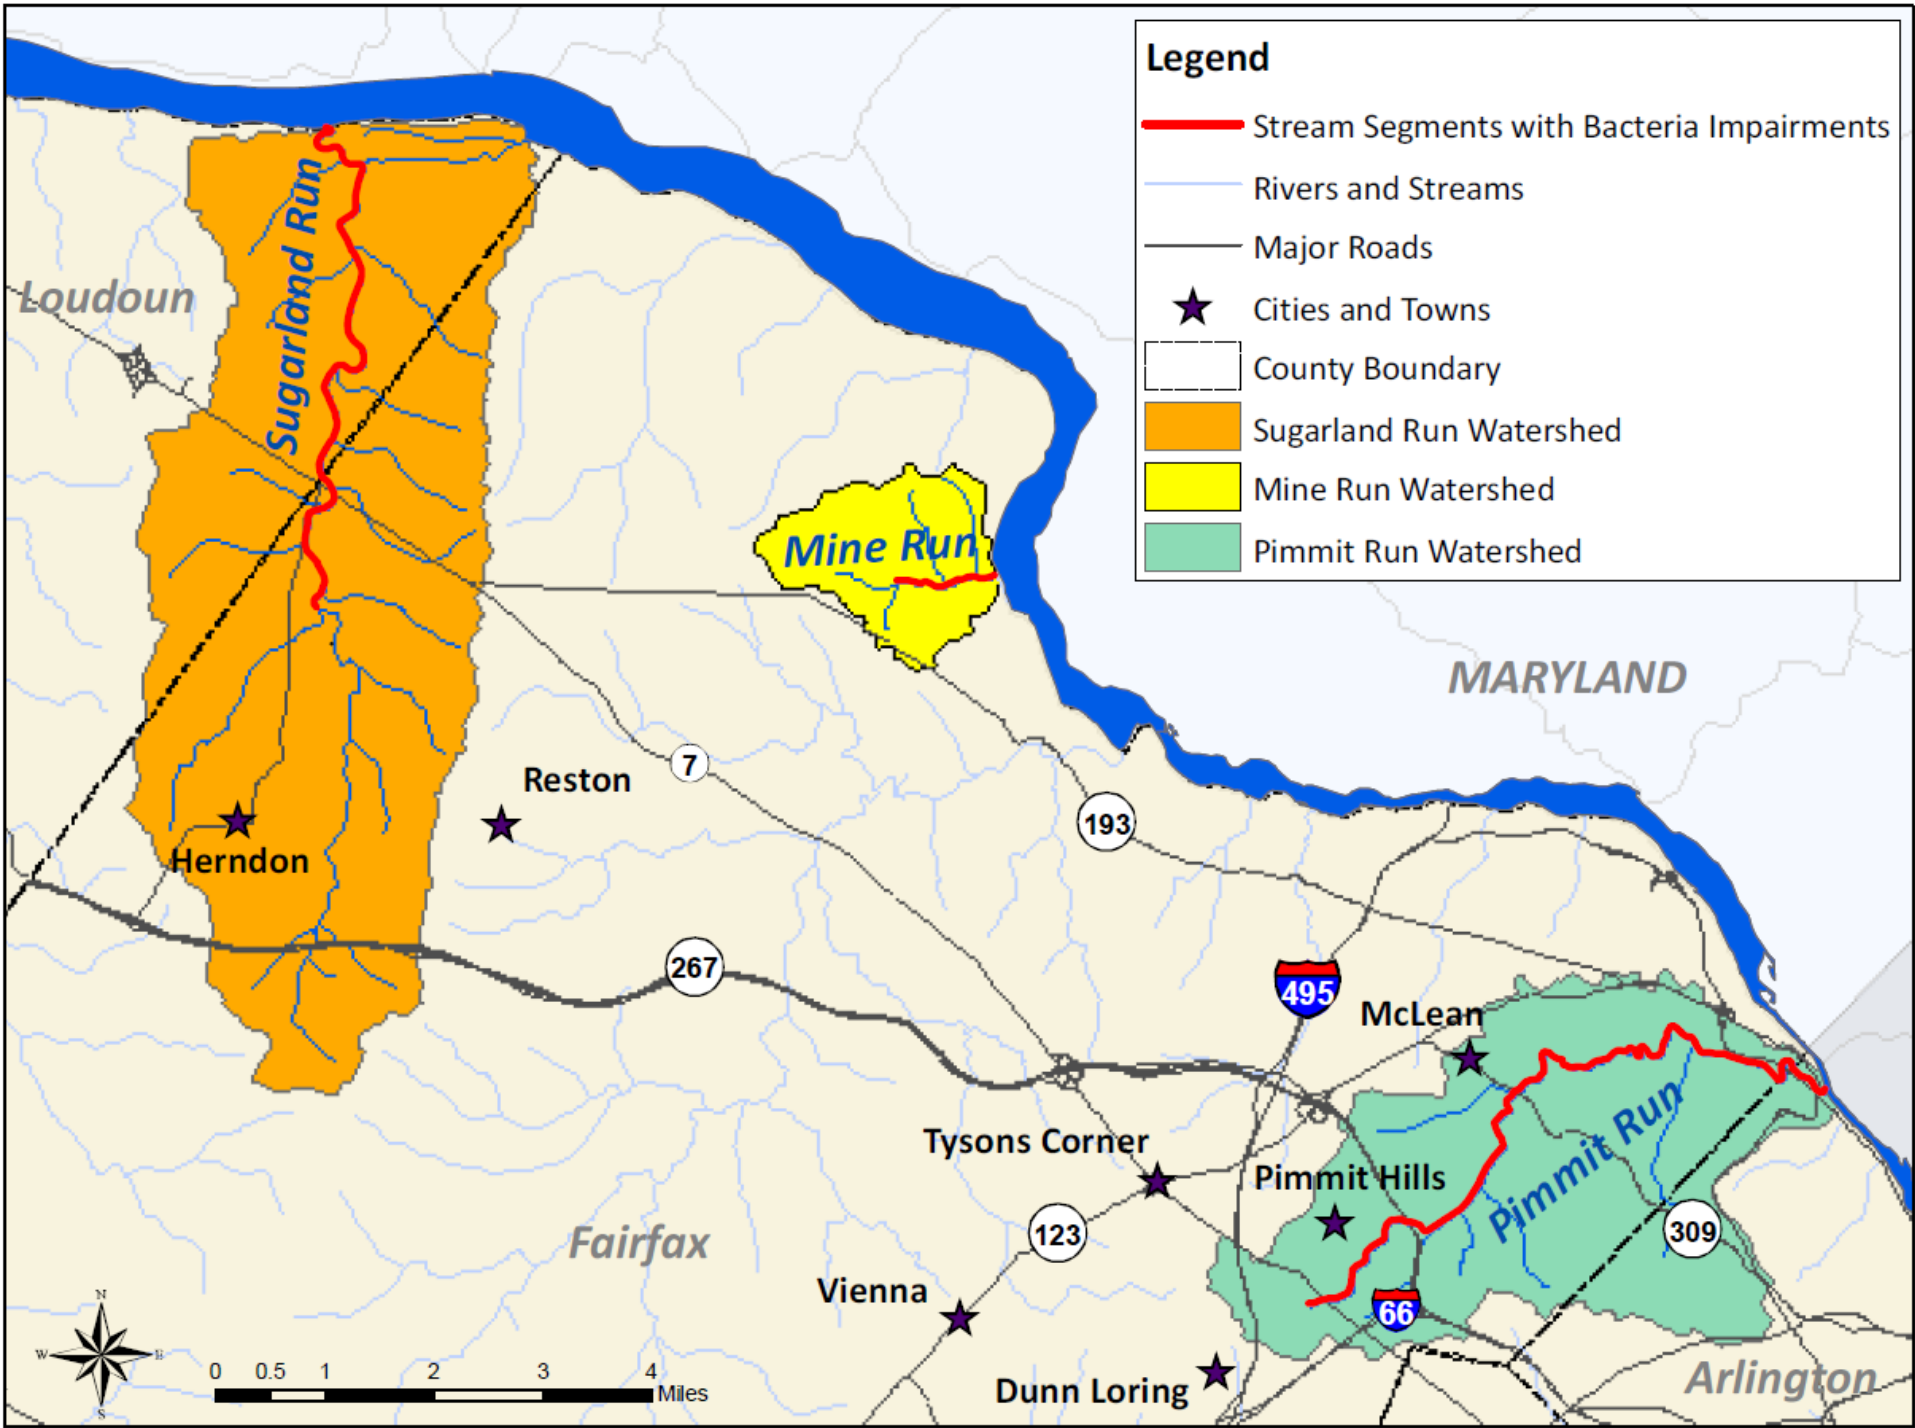 Legend
Stream Segments with Bacteria Impairments
Rivers and Streams
Major Roads
Cities and Towns
County Boundary
Sugarland Run Watershed
Mine Run Watershed
Pimmit Run Watershed
Sugarland Run
Loudoun
Mine Run
MARYLAND
Reston
7
193
Herndon
267
495
McLean
Tysons Corner
Pimmit Hills
Pimmit Run
123
309
Fairfax
Vienna
66
Dunn Loring
Arlington
N
W E
S
0 0.5 1 2 3 4
Miles